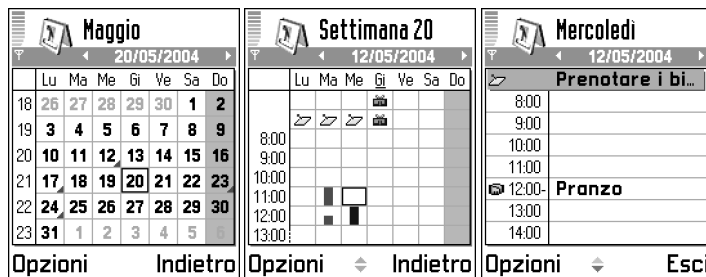 Maggio
20/05/2004
Lu Ma Me Gi Ve Sa Do
18 26 27 28 29 30 1 2
19 3 4 5 6 7 8 9
20 10 11 12 13 14 15 16
21 17 18 19 20 21 22 23
22 24 25 26 27 28 29 30
23 31 1 2 3 4 5 6
Opzioni Indietro
Settimana 20
12/05/2004
Lu Ma Me Gi Ve Sa Do
8:00
9:00
10:00
11:00
12:00
13:00
Opzioni Indietro
Mercoledì
12/05/2004
Prenotare i bi...
8:00
9:00
10:00
11:00
12:00- Pranzo
13:00
14:00
Opzioni Esci